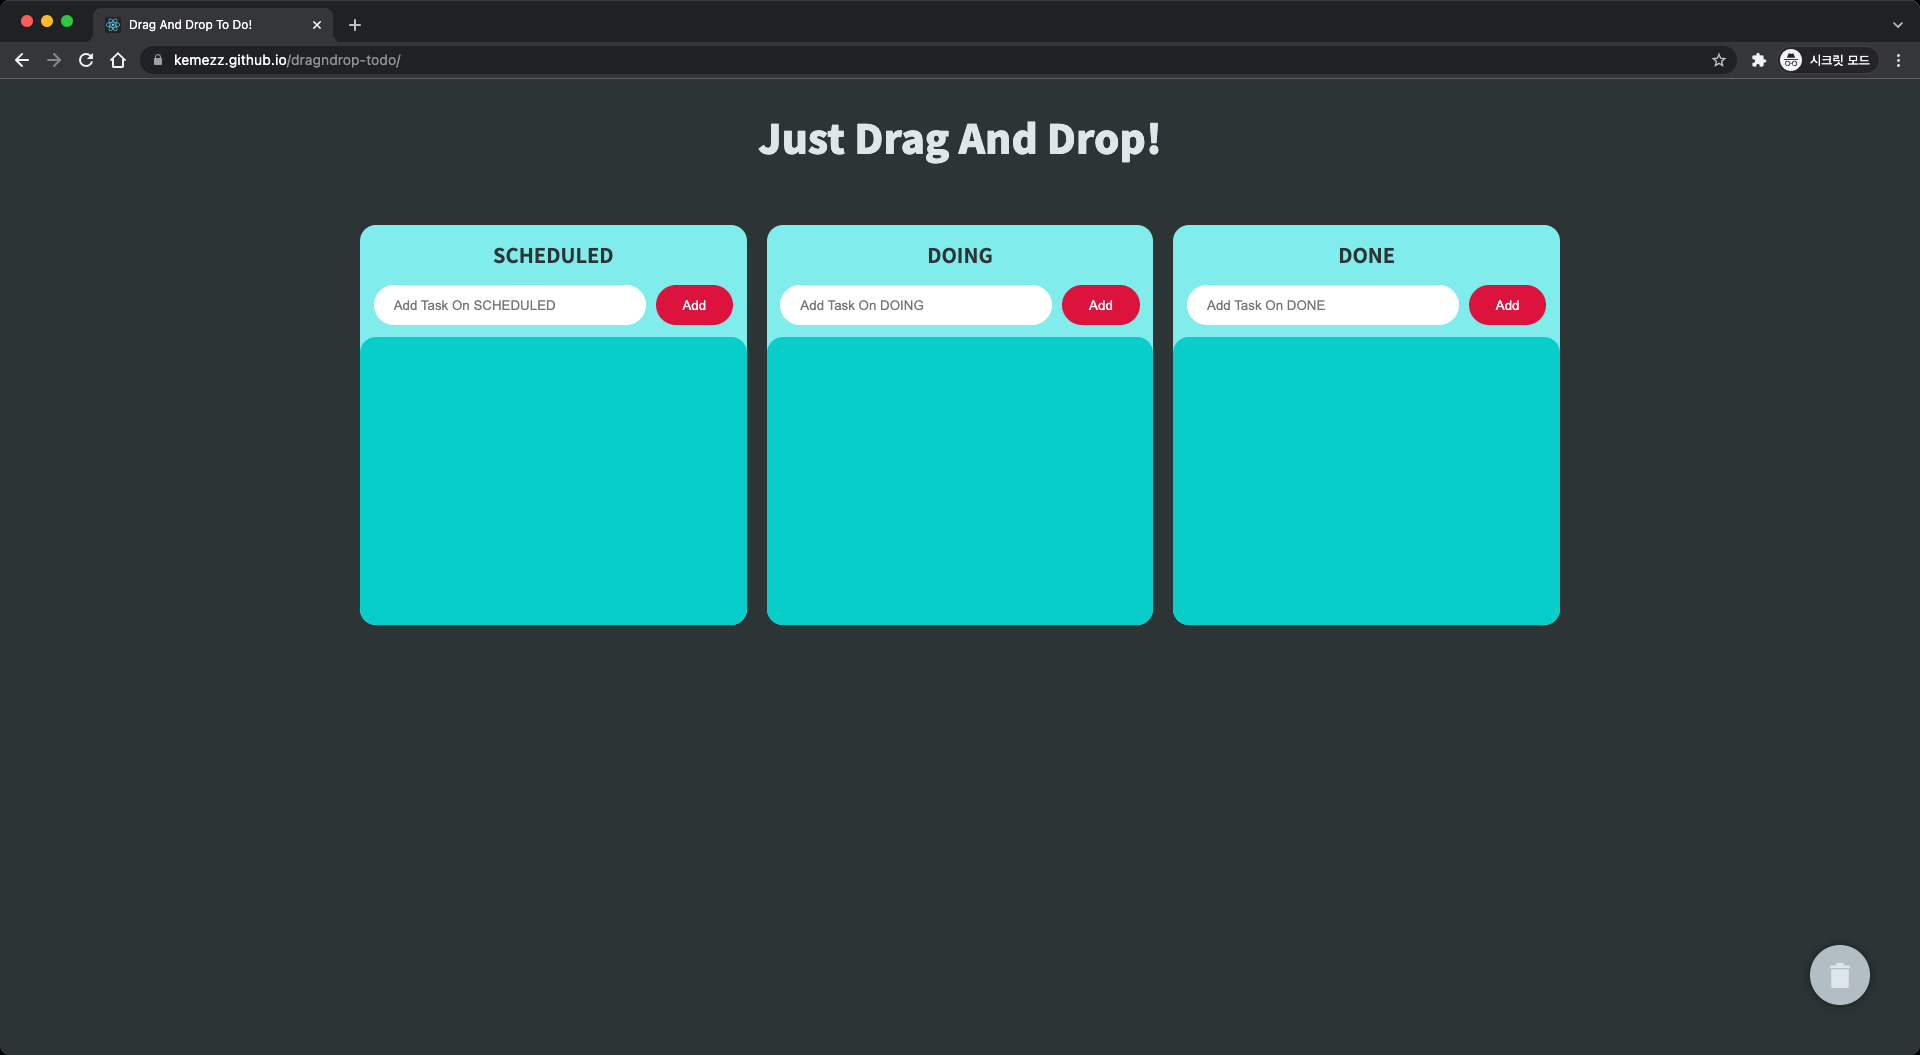 Drag And Drop To Do!
kemezz.github.io/dragndrop-todo/
시크릿 모드
Just Drag And Drop!
SCHEDULED
Add Task On SCHEDULED
Add
DOING
Add Task On DOING
Add
DONE
Add Task On DONE
Add